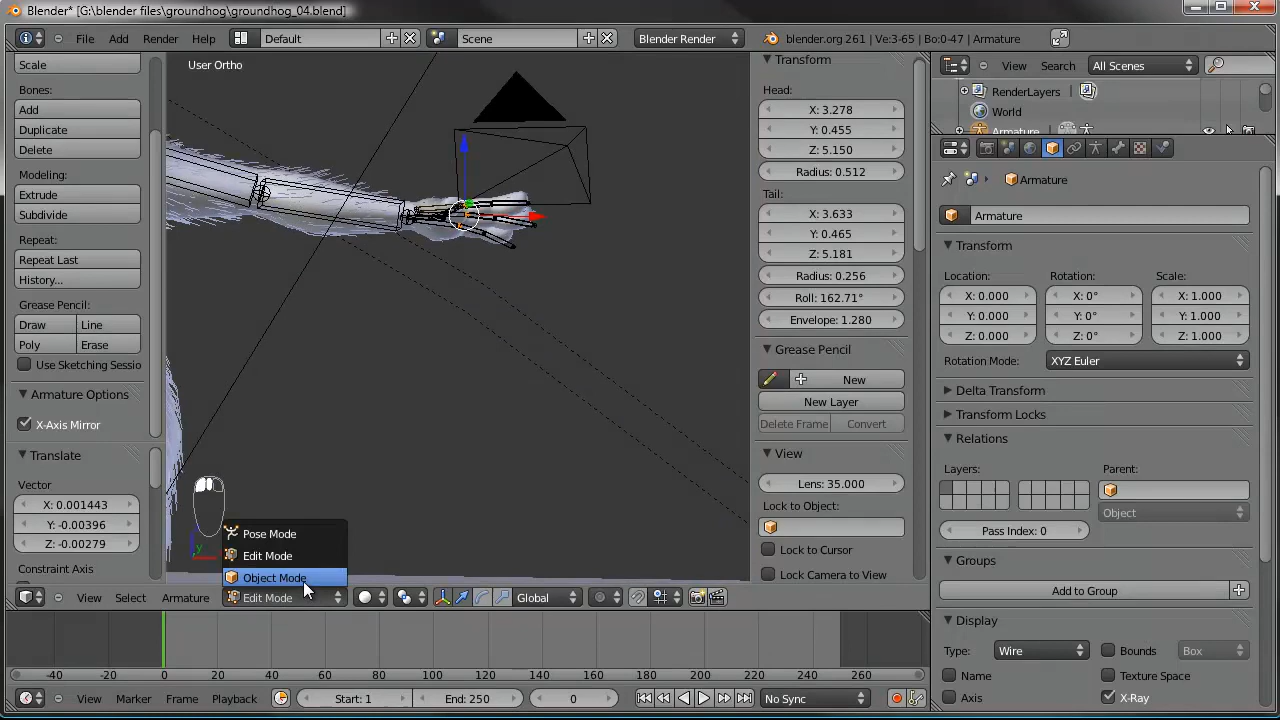 Blender* [G:\blender files\groundhog\groundhog_04.blend]
File Add Render Help Default Scene Blender Render blender.org 261 | Ve:3-65 | Bo:0-47 | Armature
Scale
Bones:
Add
Duplicate
Delete
Modeling:
Extrude
Subdivide
Repeat:
Repeat Last
History...
Grease Pencil:
Draw Line
Poly Erase
Use Sketching Sessio
Armature Options
X-Axis Mirror
Translate
Vector
X: 0.001443
Y: -0.00396
Z: -0.00279
Constraint Axis
User Ortho
y
Pose Mode
Edit Mode
Object Mode
View Select Armature Edit Mode Global
Transform
Head:
X: 3.278
Y: 0.455
Z: 5.150
Radius: 0.512
Tail:
X: 3.633
Y: 0.465
Z: 5.181
Radius: 0.256
Roll: 162.71°
Envelope: 1.280
Grease Pencil
New
New Layer
Delete Frame Convert
View
Lens: 35.000
Lock to Object:
Lock to Cursor
Lock Camera to View
View Search All Scenes
RenderLayers
World
Armature
Armature
Armature
Transform
Location: Rotation: Scale:
X: 0.000 X: 0° X: 1.000
Y: 0.000 Y: 0° Y: 1.000
Z: 0.000 Z: 0° Z: 1.000
Rotation Mode: XYZ Euler
Delta Transform
Transform Locks
Relations
Layers: Parent:
Object
Pass Index: 0
Groups
Add to Group
Display
Type: Wire Bounds Box
Name Texture Space
Axis X-Ray
-40 -20 0 20 40 60 80 100 120 140 160 180 200 220 240 260
View Marker Frame Playback Start: 1 End: 250 0 No Sync